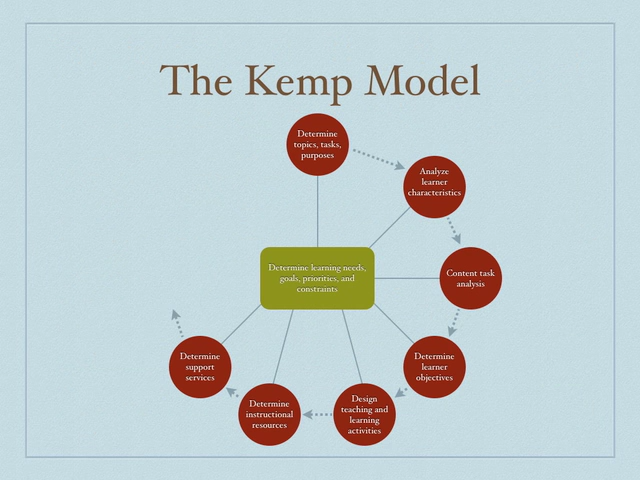 The Kemp Model
Determine
topics, tasks,
purposes
Analyze
learner
characteristics
Determine learning needs,
goals, priorities, and
constraints
Content task
analysis
Determine
support
services
Determine
learner
objectives
Determine
instructional
resources
Design
teaching and
learning
activities